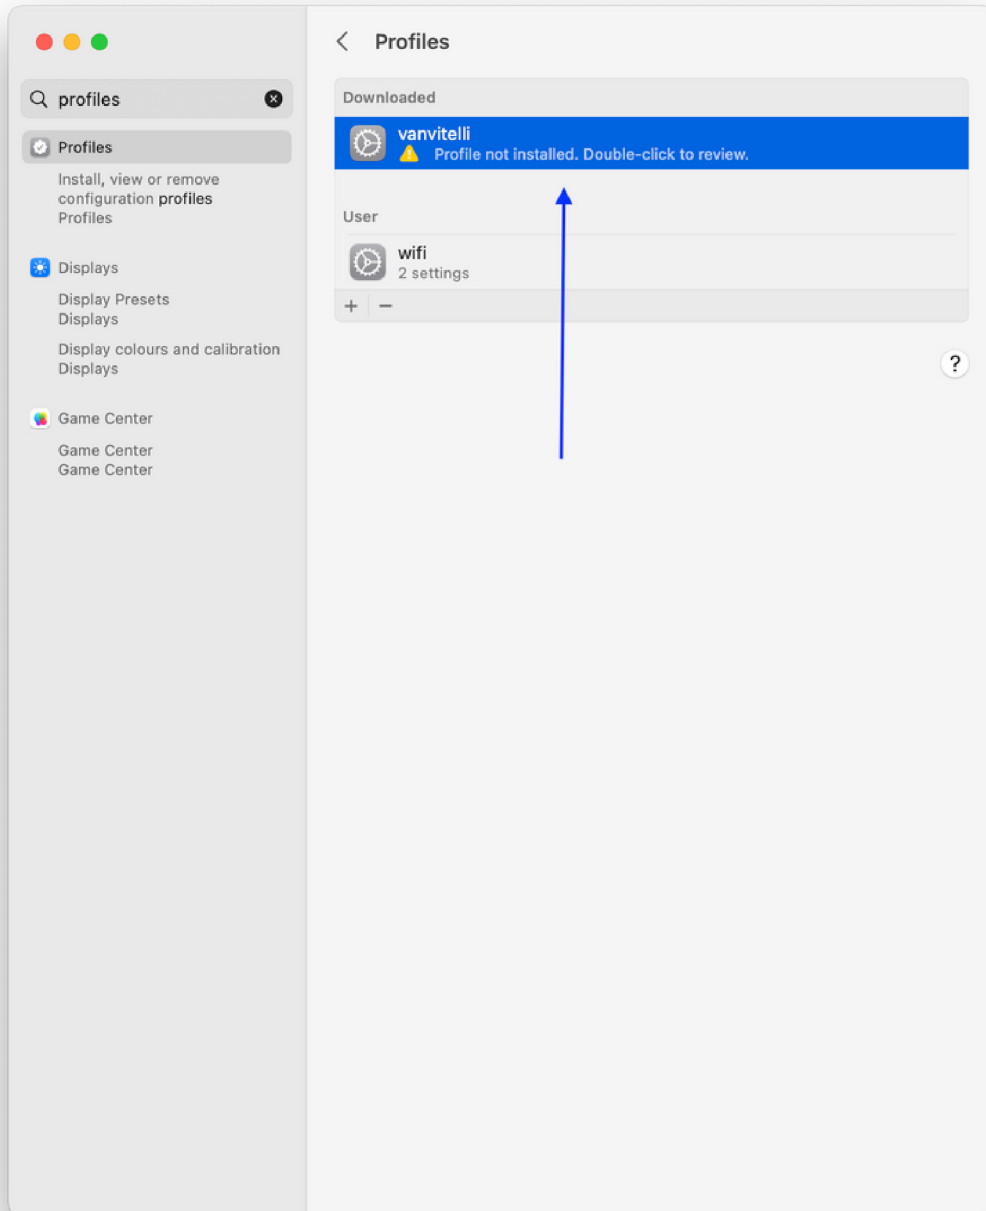 Profiles
profiles
Profiles
Install, view or remove
configuration profiles
Profiles
Displays
Display Presets
Displays
Display colours and calibration
Displays
Game Center
Game Center
Game Center
Downloaded
vanvitelli
Profile not installed. Double-click to review.
User
wifi
2 settings
+ −
?